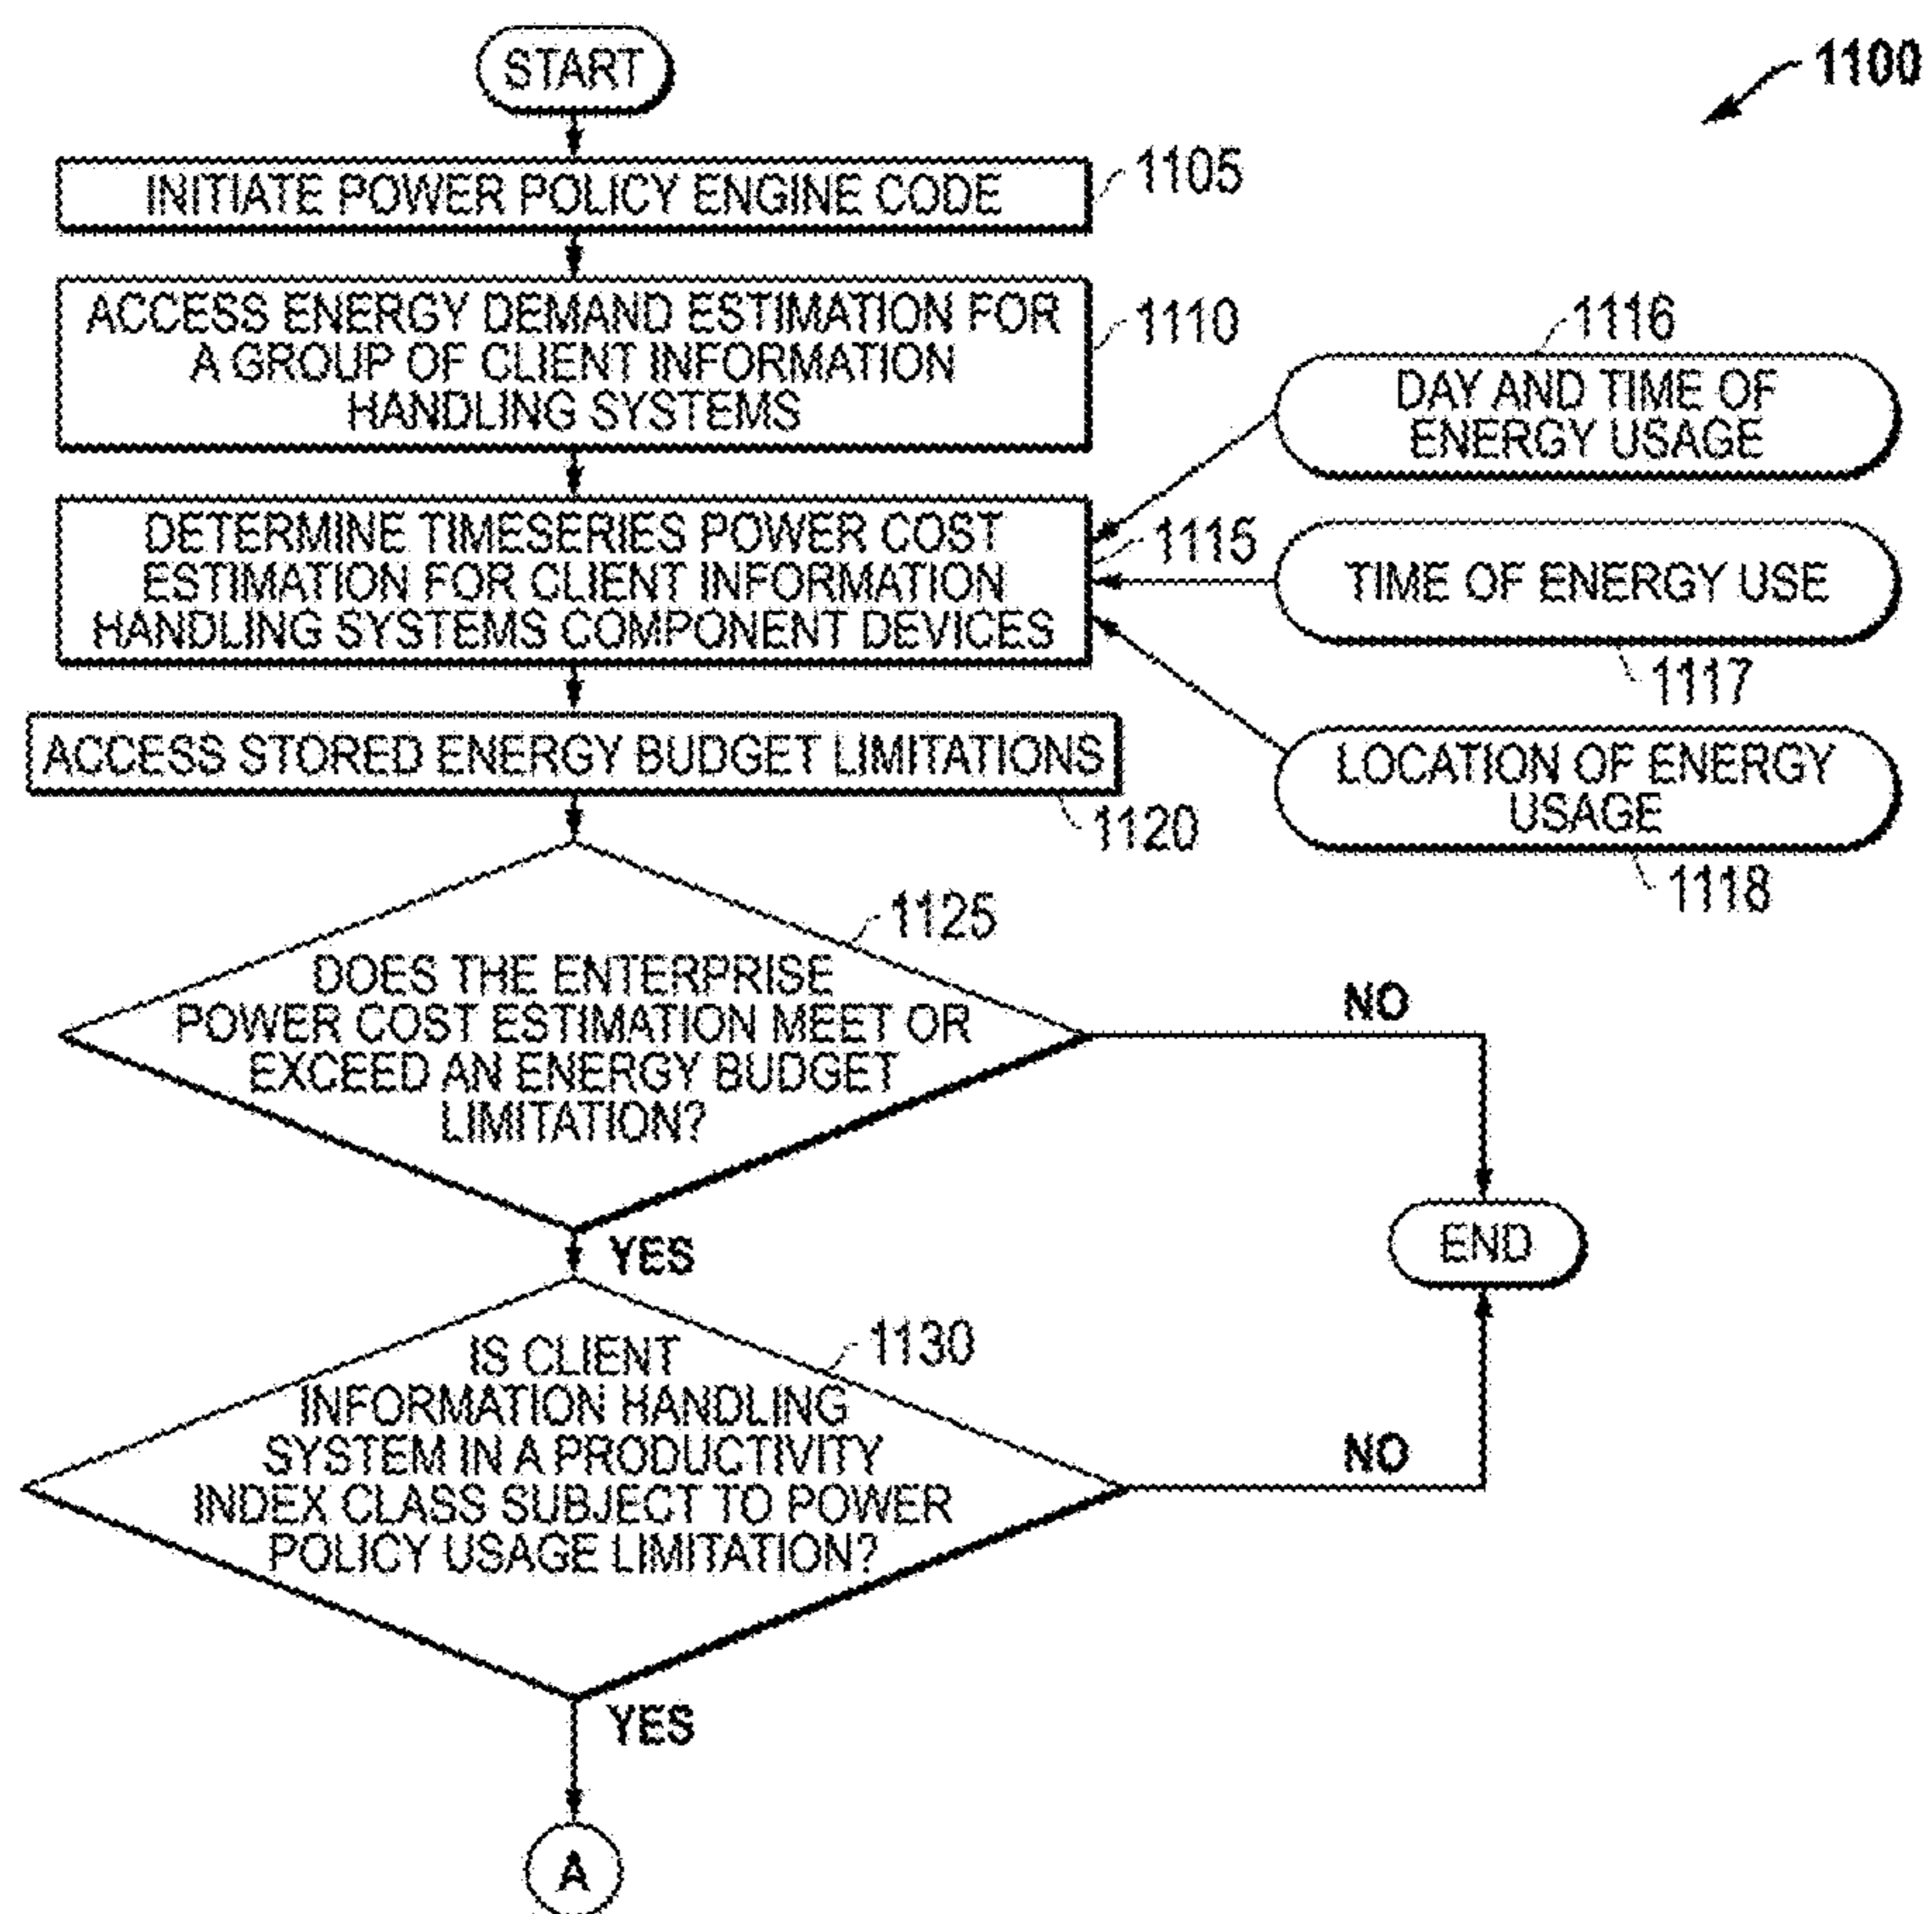 START
1100
INITIATE POWER POLICY ENGINE CODE
1105
ACCESS ENERGY DEMAND ESTIMATION FOR
A GROUP OF CLIENT INFORMATION
HANDLING SYSTEMS
1110
1116
DAY AND TIME OF
ENERGY USAGE
DETERMINE TIMESERIES POWER COST
ESTIMATION FOR CLIENT INFORMATION
HANDLING SYSTEMS COMPONENT DEVICES
1115
TIME OF ENERGY USE
1117
ACCESS STORED ENERGY BUDGET LIMITATIONS
1120
LOCATION OF ENERGY
USAGE
1118
1125
DOES THE ENTERPRISE
POWER COST ESTIMATION MEET OR
EXCEED AN ENERGY BUDGET
LIMITATION?
NO
YES
END
1130
IS CLIENT
INFORMATION HANDLING
SYSTEM IN A PRODUCTIVITY
INDEX CLASS SUBJECT TO POWER
POLICY USAGE LIMITATION?
NO
YES
A